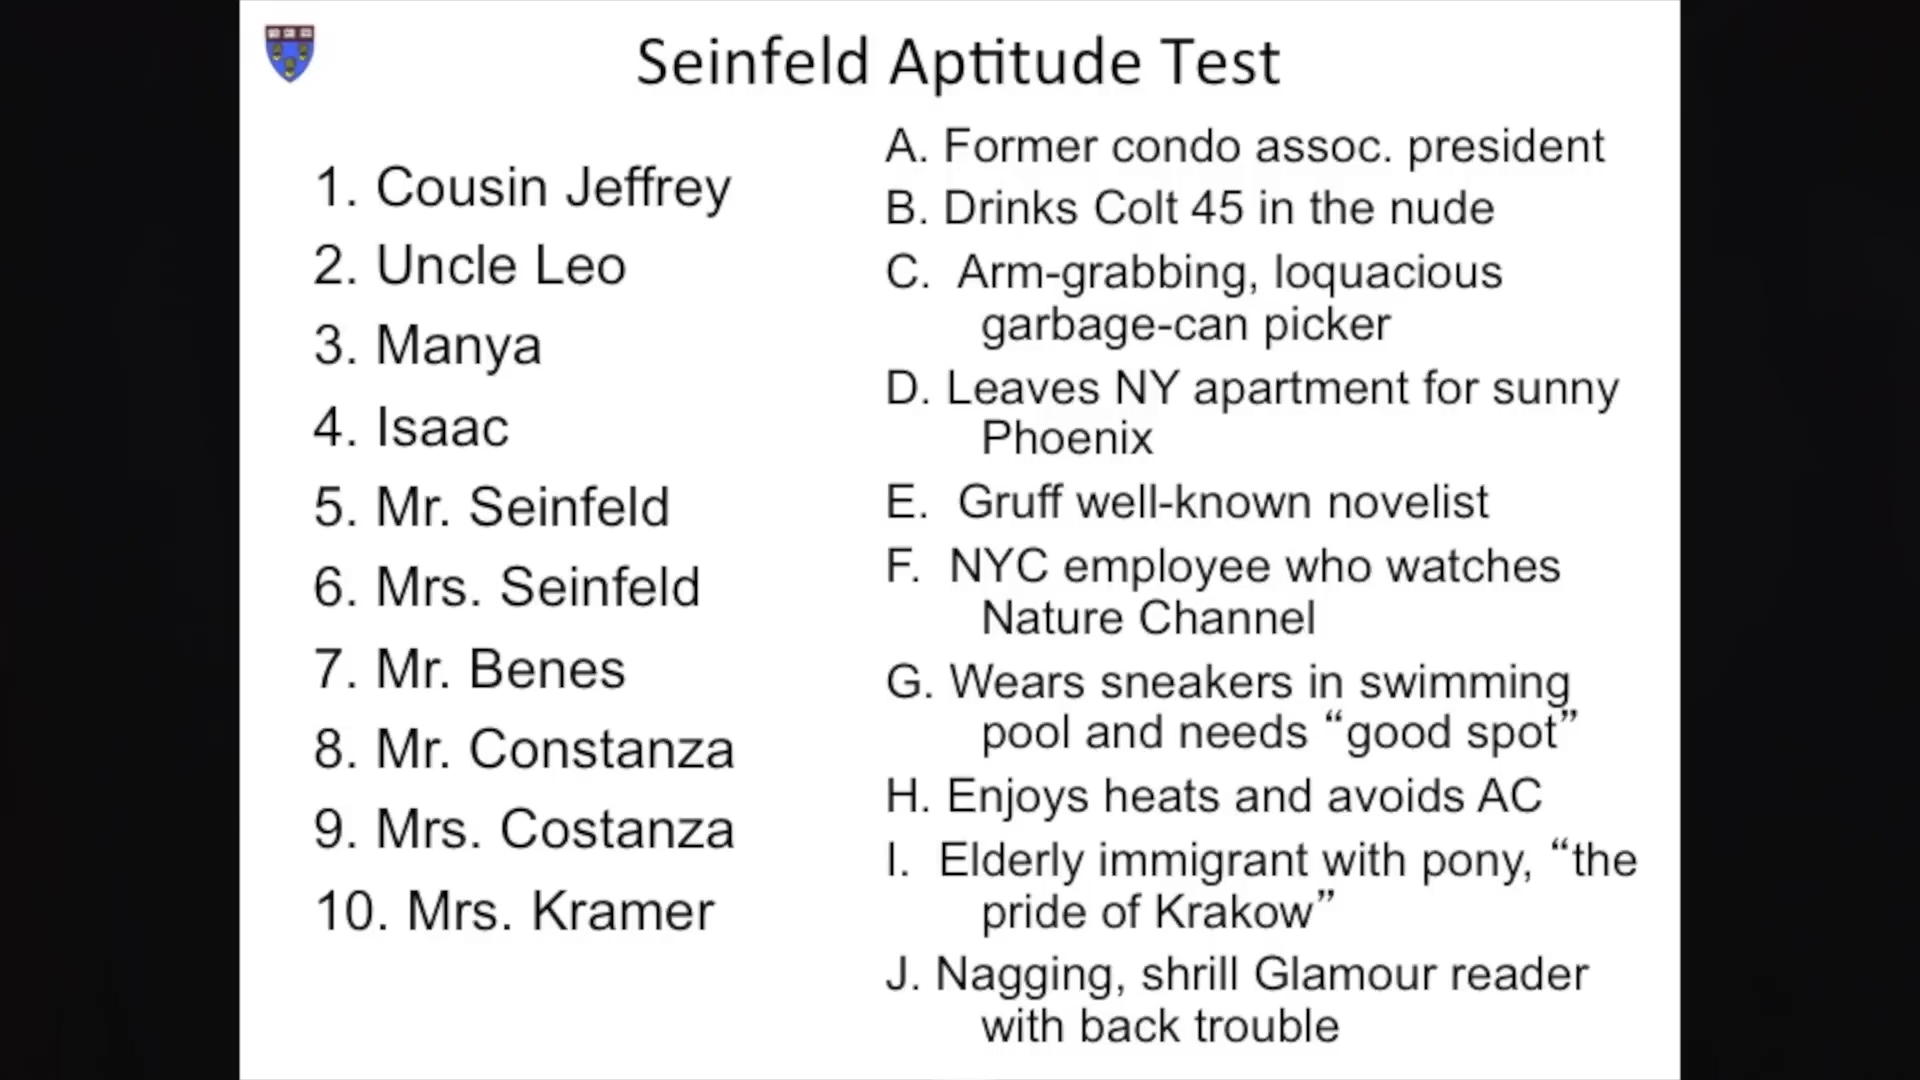 Seinfeld Aptitude Test
1. Cousin Jeffrey
2. Uncle Leo
3. Manya
4. Isaac
5. Mr. Seinfeld
6. Mrs. Seinfeld
7. Mr. Benes
8. Mr. Constanza
9. Mrs. Costanza
10. Mrs. Kramer
A. Former condo assoc. president
B. Drinks Colt 45 in the nude
C. Arm-grabbing, loquacious
garbage-can picker
D. Leaves NY apartment for sunny
Phoenix
E. Gruff well-known novelist
F. NYC employee who watches
Nature Channel
G. Wears sneakers in swimming
pool and needs “good spot”
H. Enjoys heats and avoids AC
I. Elderly immigrant with pony, “the
pride of Krakow”
J. Nagging, shrill Glamour reader
with back trouble